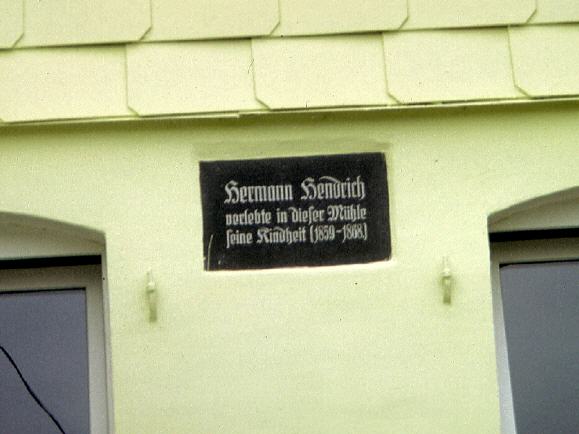 Hermann Hendrich
verlebte in dieser Mühle
seine Kindheit (1859-1868)